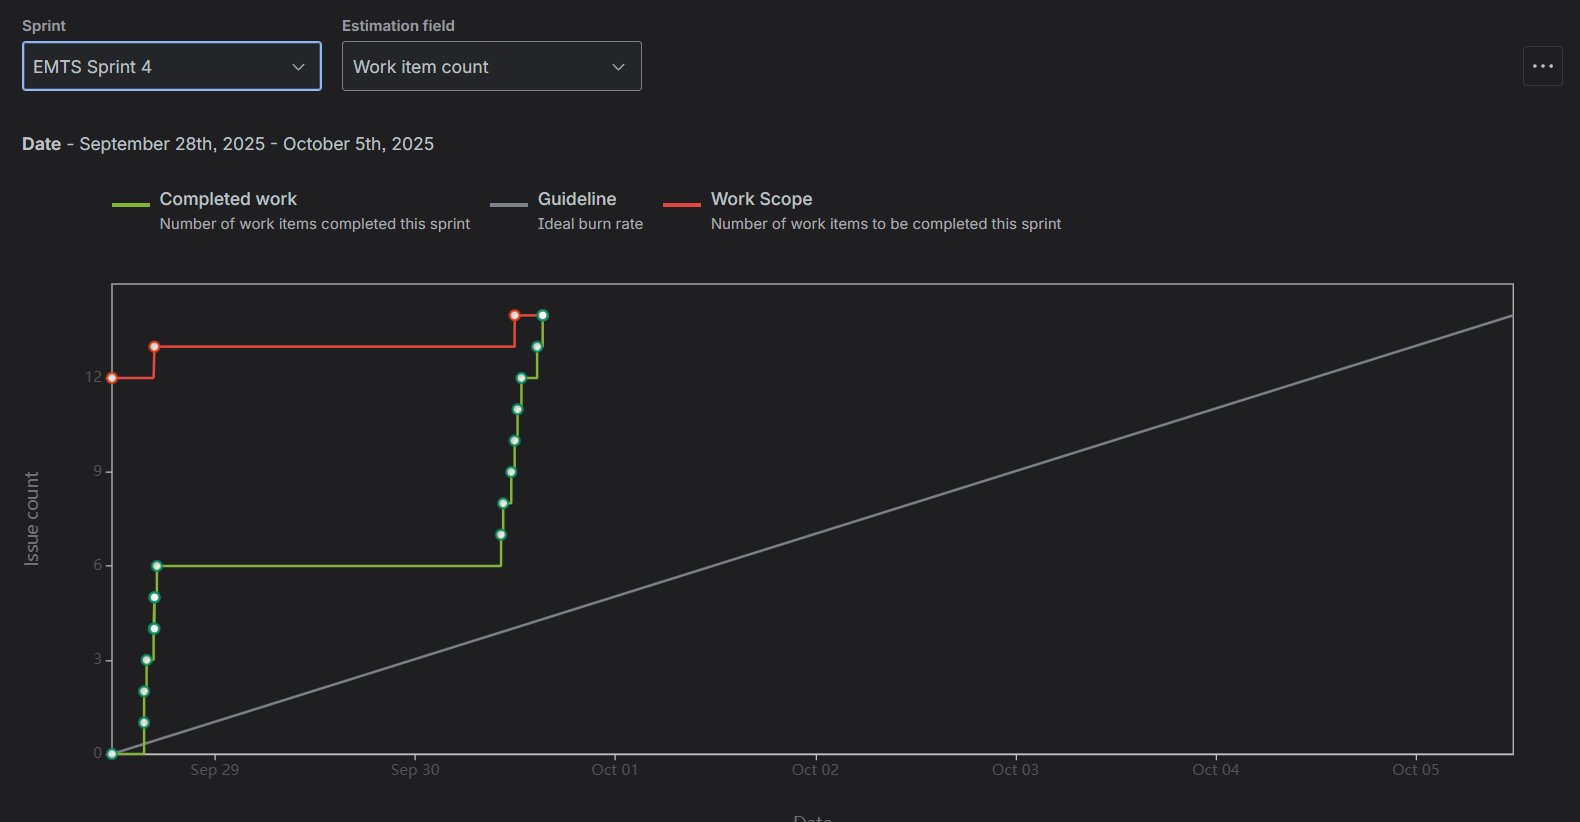 Sprint
Estimation field
EMTS Sprint 4
Work item count
Date - September 28th, 2025 - October 5th, 2025
Completed work
Number of work items completed this sprint
Guideline
Ideal burn rate
Work Scope
Number of work items to be completed this sprint
Issue count
12
9
6
3
0
Sep 29
Sep 30
Oct 01
Oct 02
Oct 03
Oct 04
Oct 05
Date